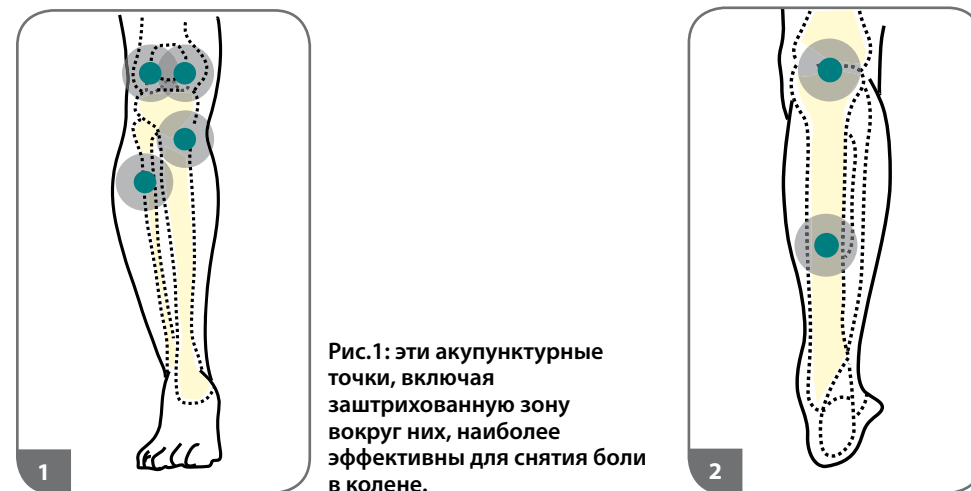 Рис.1: эти акупунктурные
точки, включая
заштрихованную зону
вокруг них, наиболее
эффективны для снятия боли
в колене.
1
2